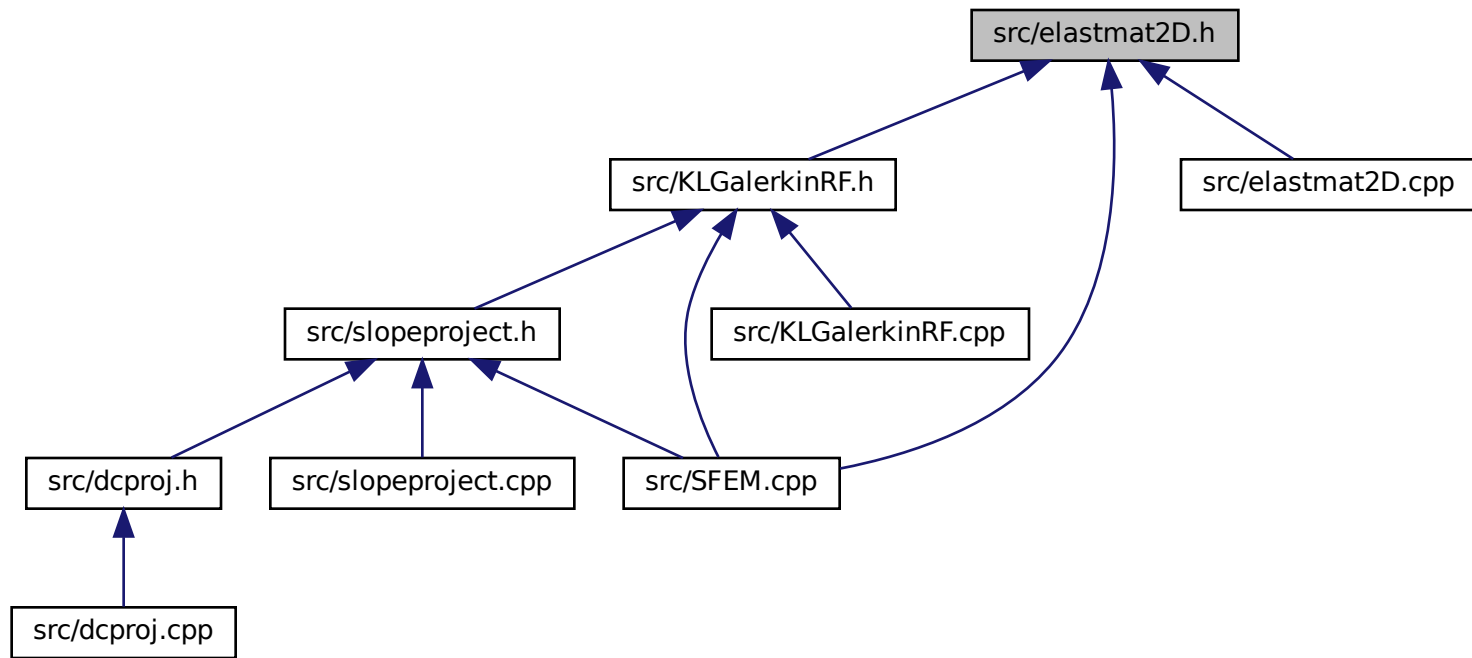 src/elastmat2D.h
src/KLGalerkinRF.h
src/elastmat2D.cpp
src/slopeproject.h
src/KLGalerkinRF.cpp
src/dcproj.h
src/slopeproject.cpp
src/SFEM.cpp
src/dcproj.cpp